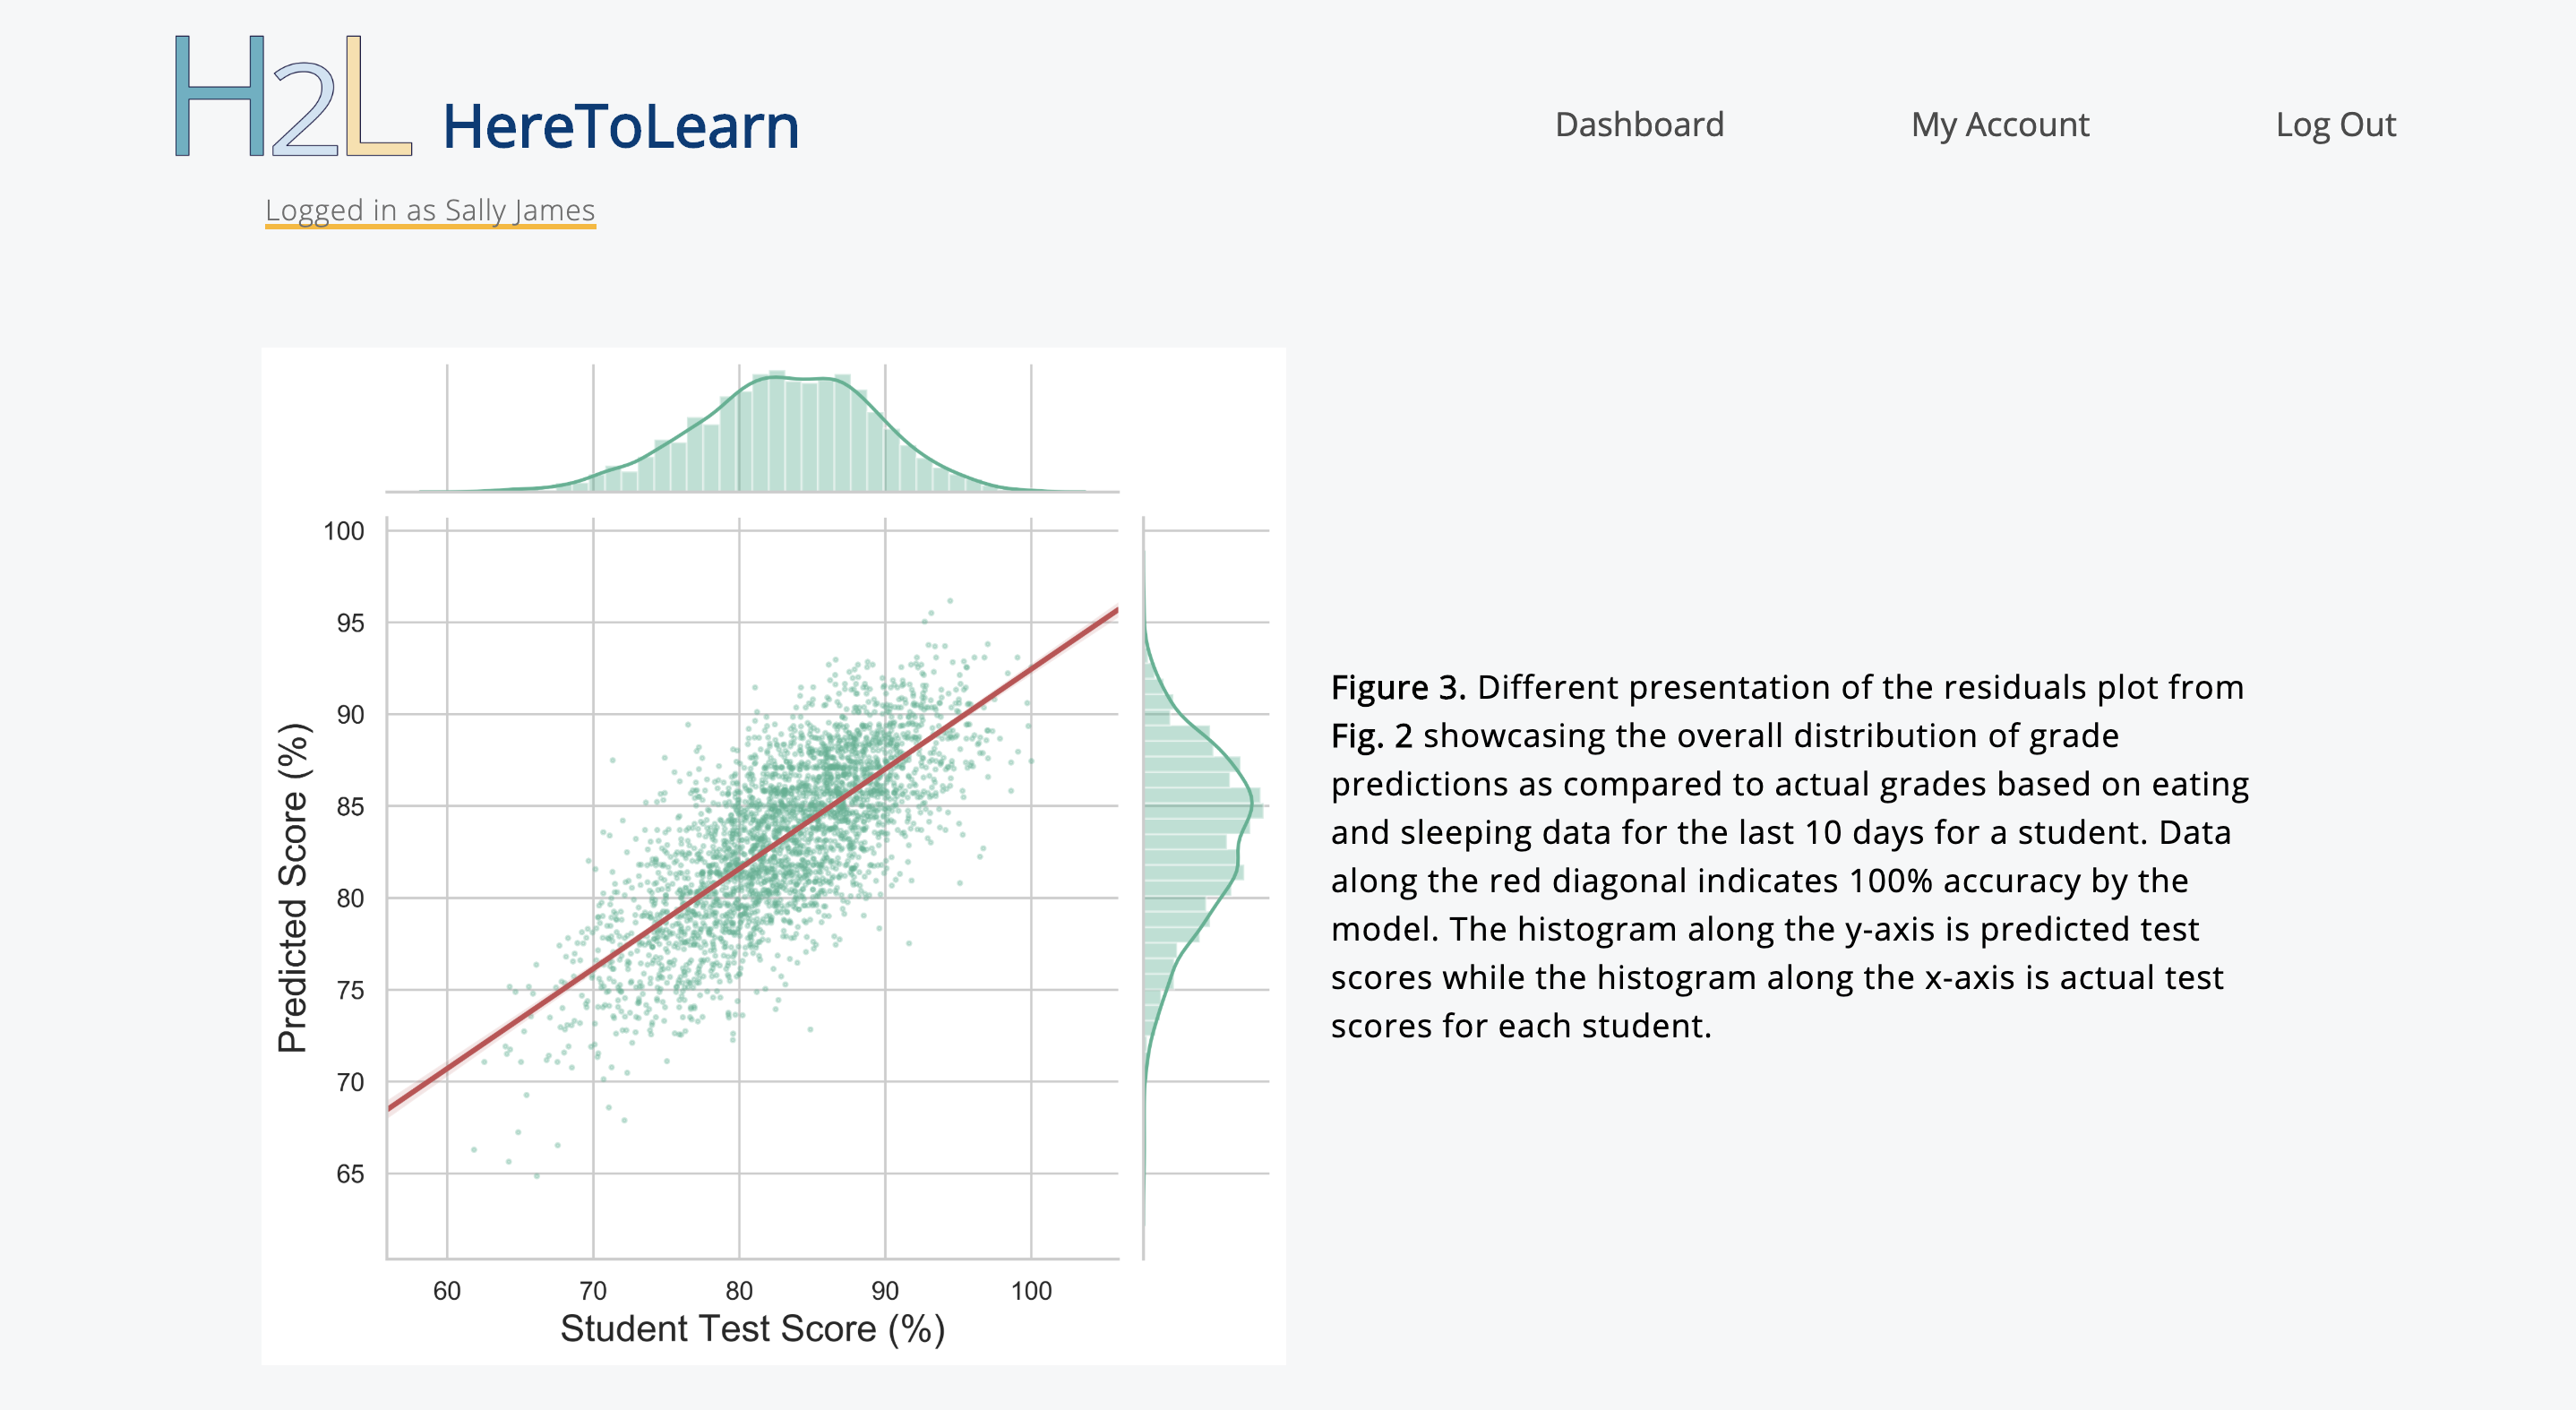 H2L HereToLearn
Dashboard
My Account
Log Out
Logged in as Sally James
100
95
90
85
80
75
70
65
Predicted Score (%)
60 70 80 90 100
Student Test Score (%)
Figure 3. Different presentation of the residuals plot from
Fig. 2 showcasing the overall distribution of grade
predictions as compared to actual grades based on eating
and sleeping data for the last 10 days for a student. Data
along the red diagonal indicates 100% accuracy by the
model. The histogram along the y-axis is predicted test
scores while the histogram along the x-axis is actual test
scores for each student.